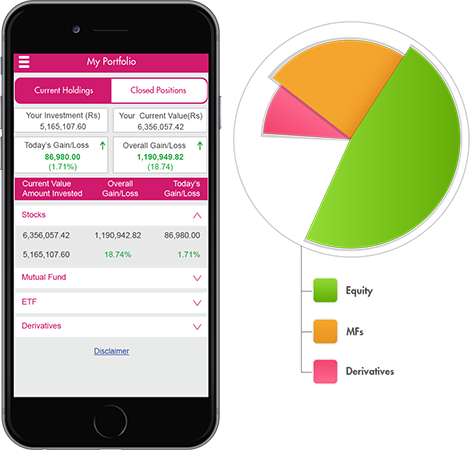 My Portfolio
Current Holdings Closed Positions
Your Investment (Rs) Your Current Value(Rs)
5,165,107.60 6,356,057.42
Today's Gain/Loss Overall Gain/Loss
86,980.00 1,190,949.82
(1.71%) (18.74)
Current Value Overall Today's
Amount Invested Gain/Loss Gain/Loss
Stocks
6,356,057.42 1,190,942.82 86,980.00
5,165,107.60 18.74% 1.71%
Mutual Fund
ETF
Derivatives
Disclaimer
Equity
MFs
Derivatives